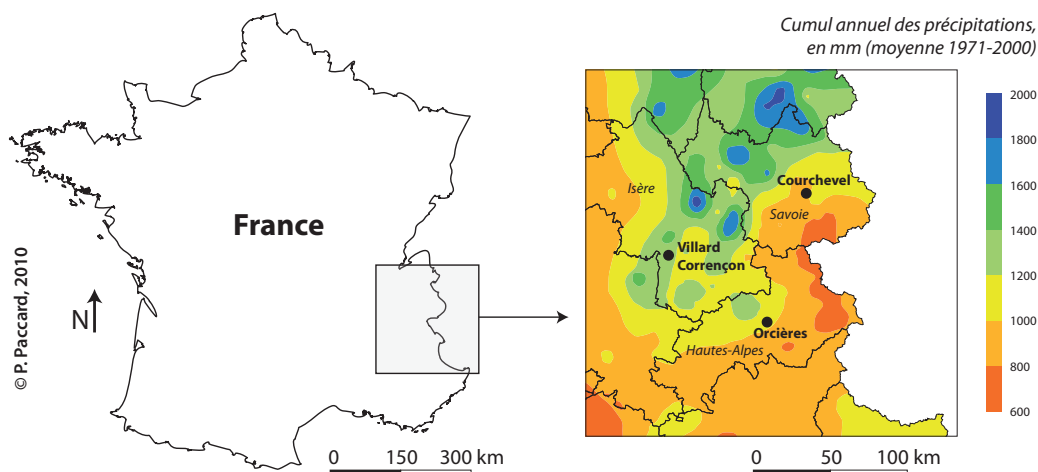 Cumul annuel des précipitations,
en mm (moyenne 1971-2000)
France
N
© P. Paccard, 2010
0 150 300 km
Isère
Courchevel
Savoie
Villard
Corrençon
Orcières
Hautes-Alpes
0 50 100 km
2000
1800
1600
1400
1200
1000
800
600